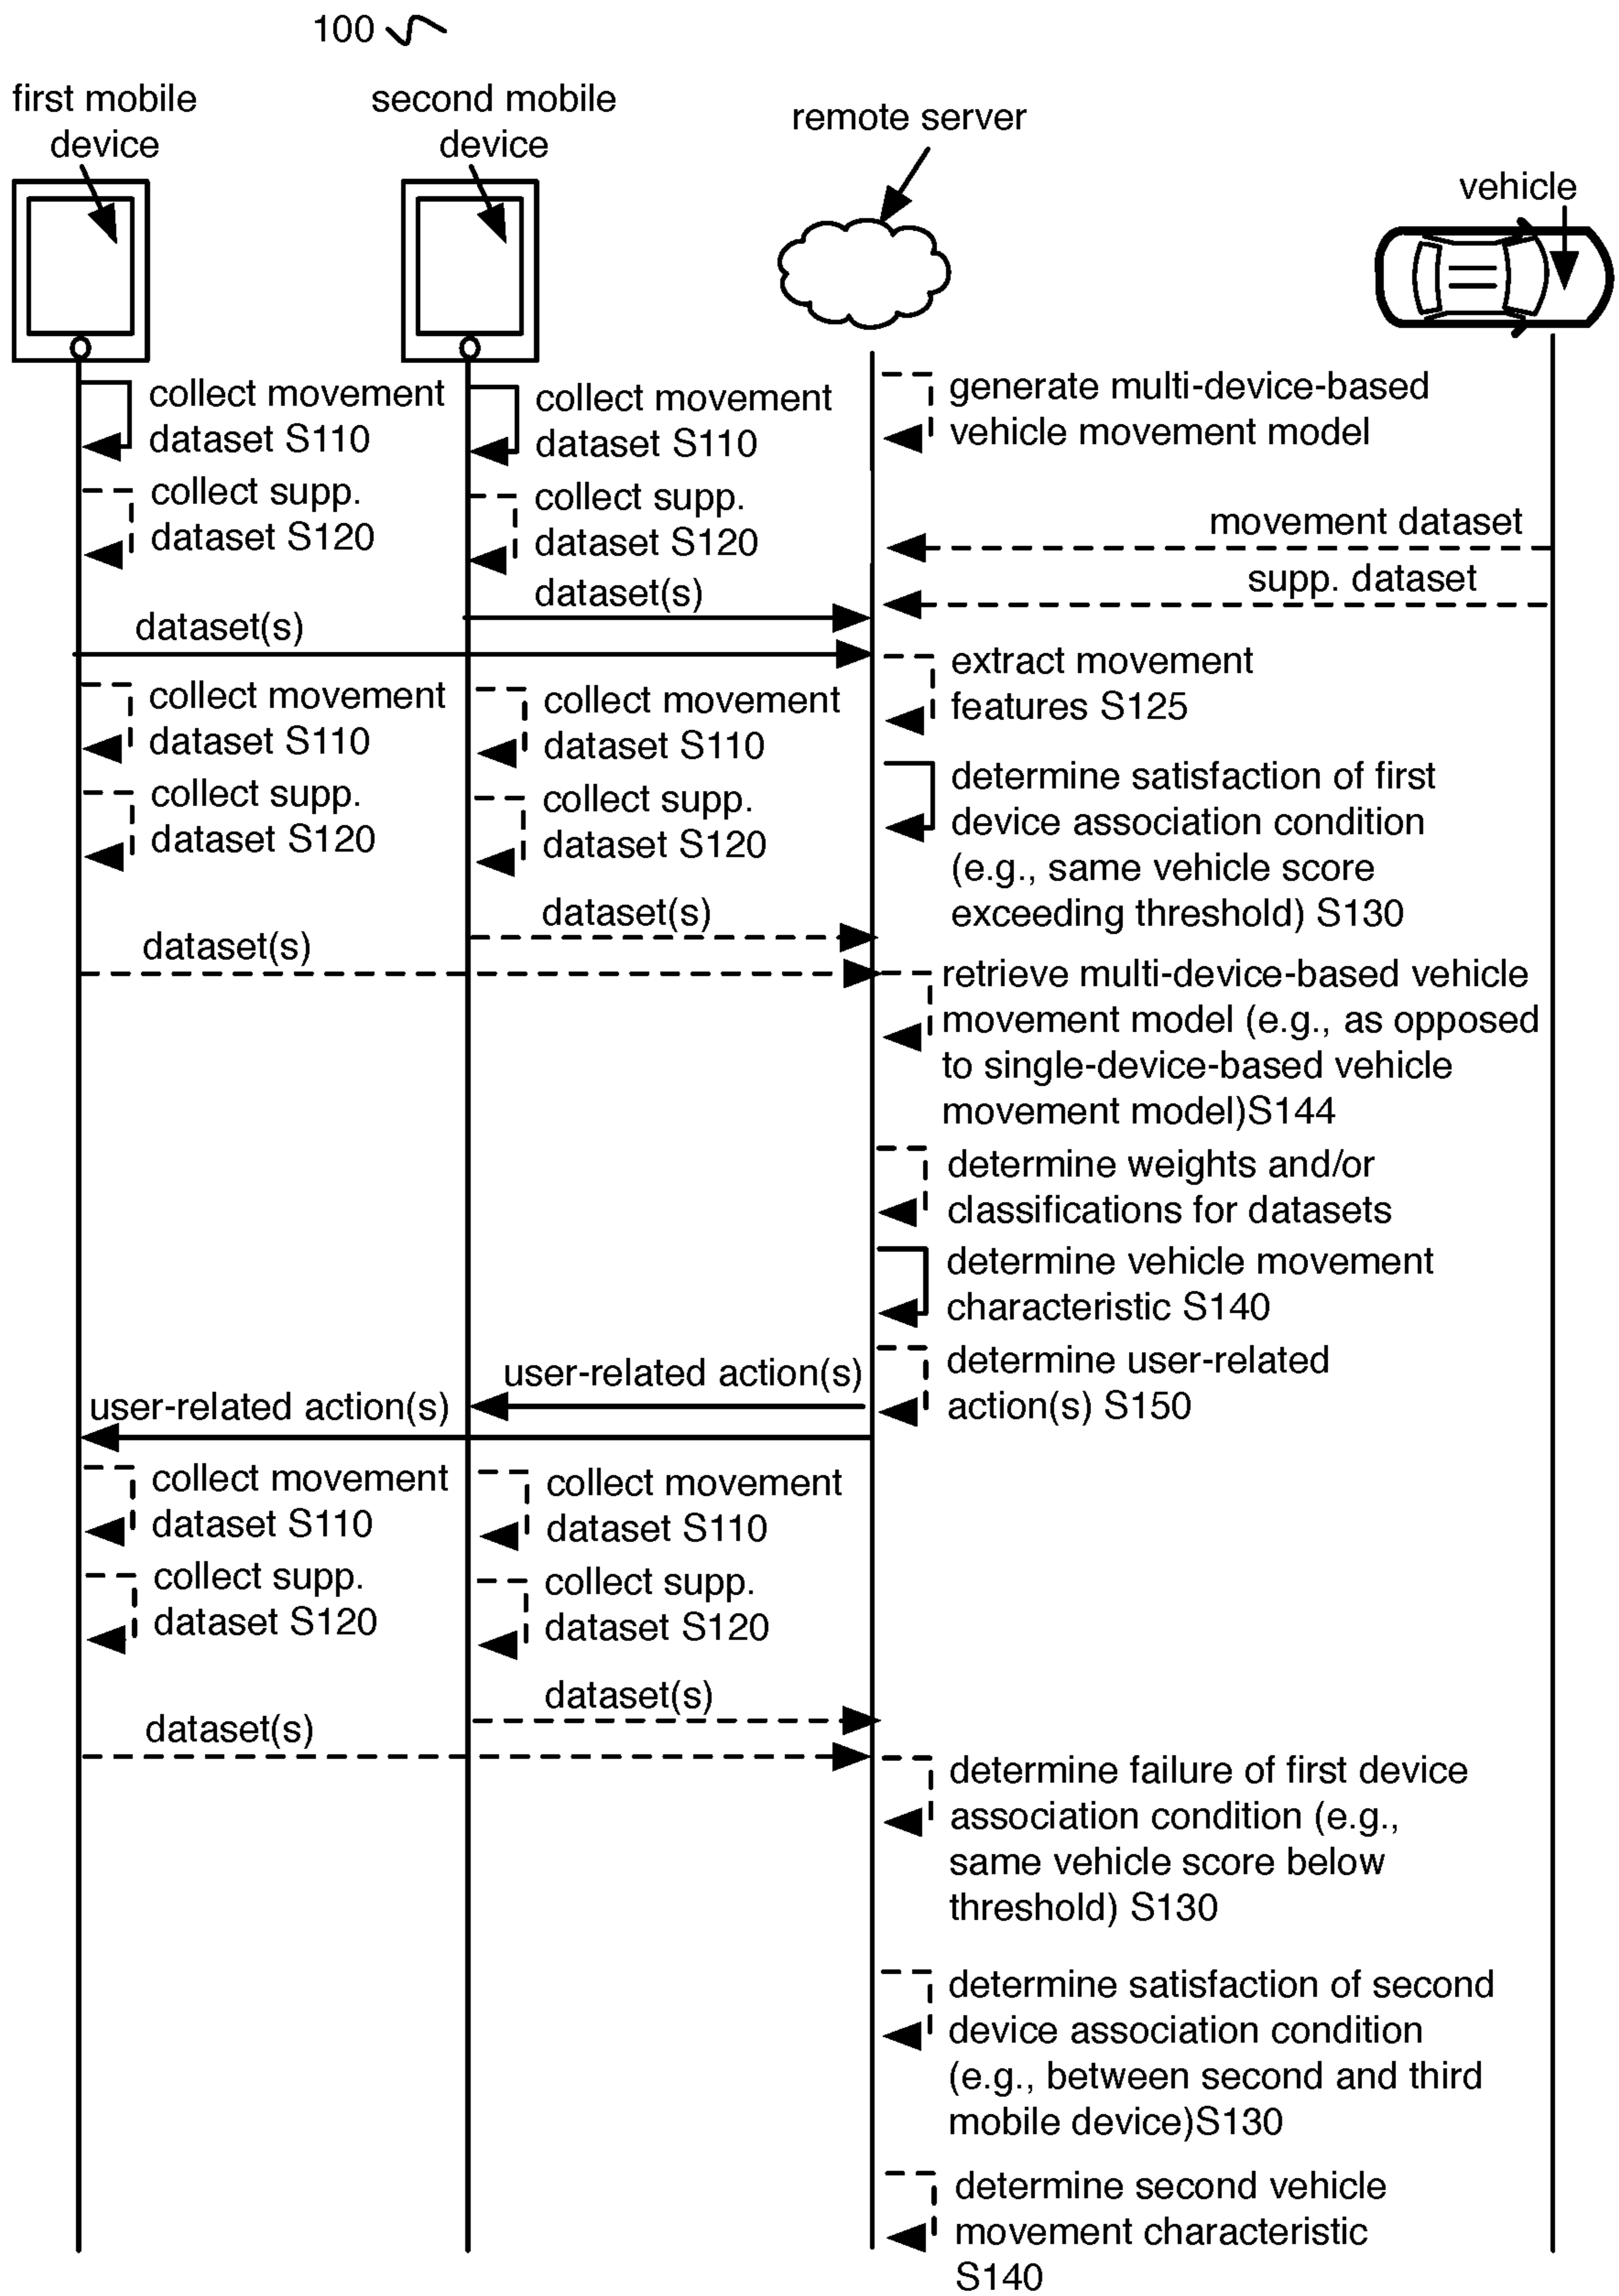 100
first mobile
device
second mobile
device
remote server
vehicle
collect movement
dataset S110
collect movement
dataset S110
generate multi-device-based
vehicle movement model
collect supp.
dataset S120
collect supp.
dataset S120
movement dataset
supp. dataset
dataset(s)
dataset(s)
extract movement
features S125
collect movement
dataset S110
collect movement
dataset S110
determine satisfaction of first
device association condition
(e.g., same vehicle score
exceeding threshold) S130
collect supp.
dataset S120
collect supp.
dataset S120
dataset(s)
dataset(s)
retrieve multi-device-based vehicle
movement model (e.g., as opposed
to single-device-based vehicle
movement model)S144
determine weights and/or
classifications for datasets
determine vehicle movement
characteristic S140
determine user-related
action(s) S150
user-related action(s)
user-related action(s)
collect movement
dataset S110
collect movement
dataset S110
collect supp.
dataset S120
collect supp.
dataset S120
dataset(s)
dataset(s)
determine failure of first device
association condition (e.g.,
same vehicle score below
threshold) S130
determine satisfaction of second
device association condition
(e.g., between second and third
mobile device)S130
determine second vehicle
movement characteristic
S140